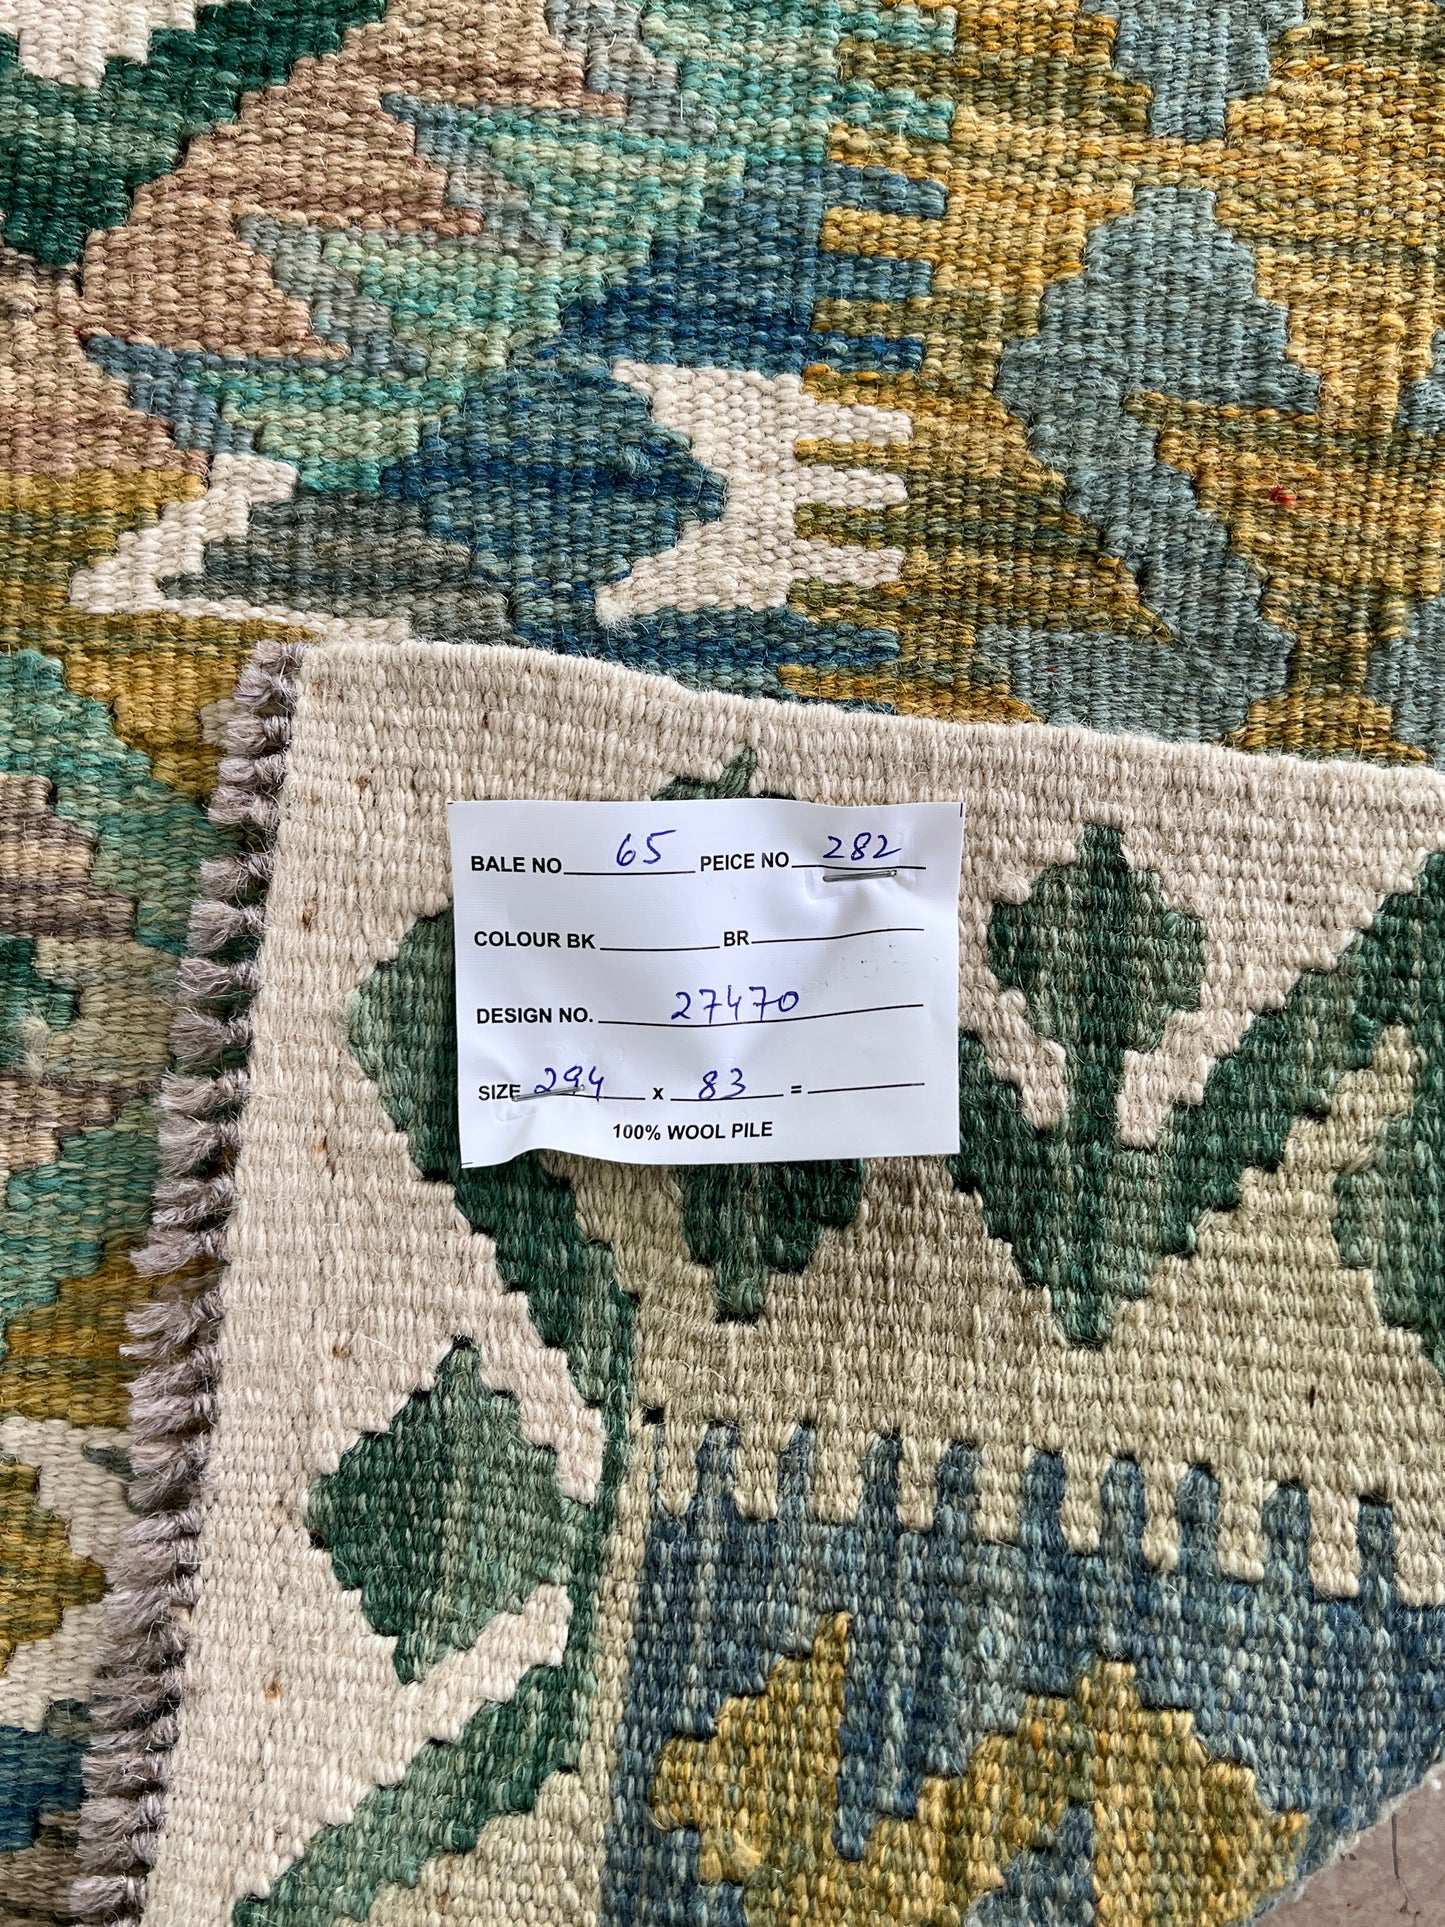 BALE NO 65 PEICE NO 282
COLOUR BK BR
DESIGN NO. 27470
SIZE 294 x 83 =
100% WOOL PILE